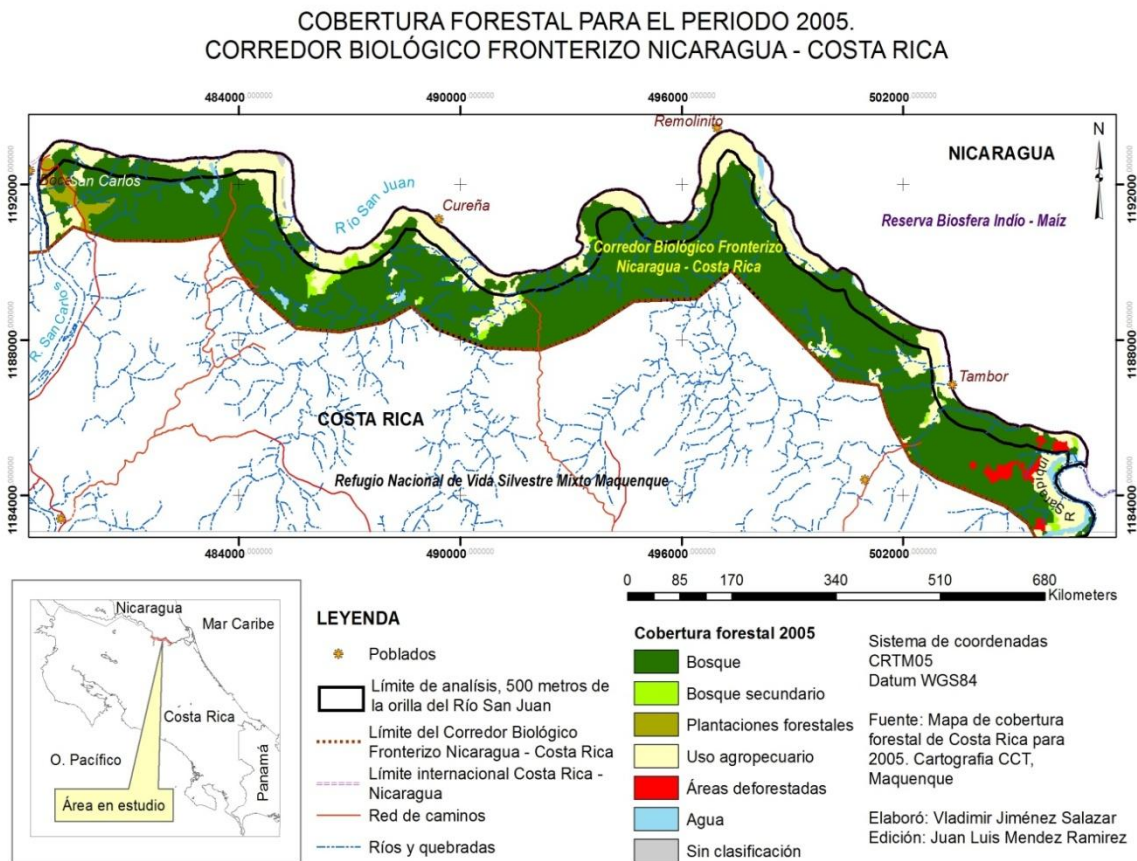 COBERTURA FORESTAL PARA EL PERIODO 2005.
CORREDOR BIOLÓGICO FRONTERIZO NICARAGUA - COSTA RICA
484000 490000 496000 502000
Remolinito
N
NICARAGUA
San Carlos
Río San Juan
Cureña
1192000
1192000
Reserva Biosfera Indío - Maíz
Corredor Biológico Fronterizo
Nicaragua - Costa Rica
R. San Carlos
1188000
1188000
Tambor
COSTA RICA
Refugio Nacional de Vida Silvestre Mixto Maquenque
R Sarapiquí
1184000
1184000
484000 490000 496000 502000
Nicaragua
Mar Caribe
Costa Rica
O. Pacífico
Panamá
Área en estudio
LEYENDA
Poblados
Límite de analísis, 500 metros de
la orilla del Río San Juan
Límite del Corredor Biológico
Fronterizo Nicaragua - Costa Rica
Límite internacional Costa Rica -
Nicaragua
Red de caminos
Ríos y quebradas
0 85 170 340 510 680
Kilometers
Cobertura forestal 2005
Bosque
Bosque secundario
Plantaciones forestales
Uso agropecuario
Áreas deforestadas
Agua
Sin clasificación
Sistema de coordenadas
CRTM05
Datum WGS84
Fuente: Mapa de cobertura
forestal de Costa Rica para
2005. Cartografia CCT,
Maquenque
Elaboró: Vladimir Jiménez Salazar
Edición: Juan Luis Mendez Ramirez